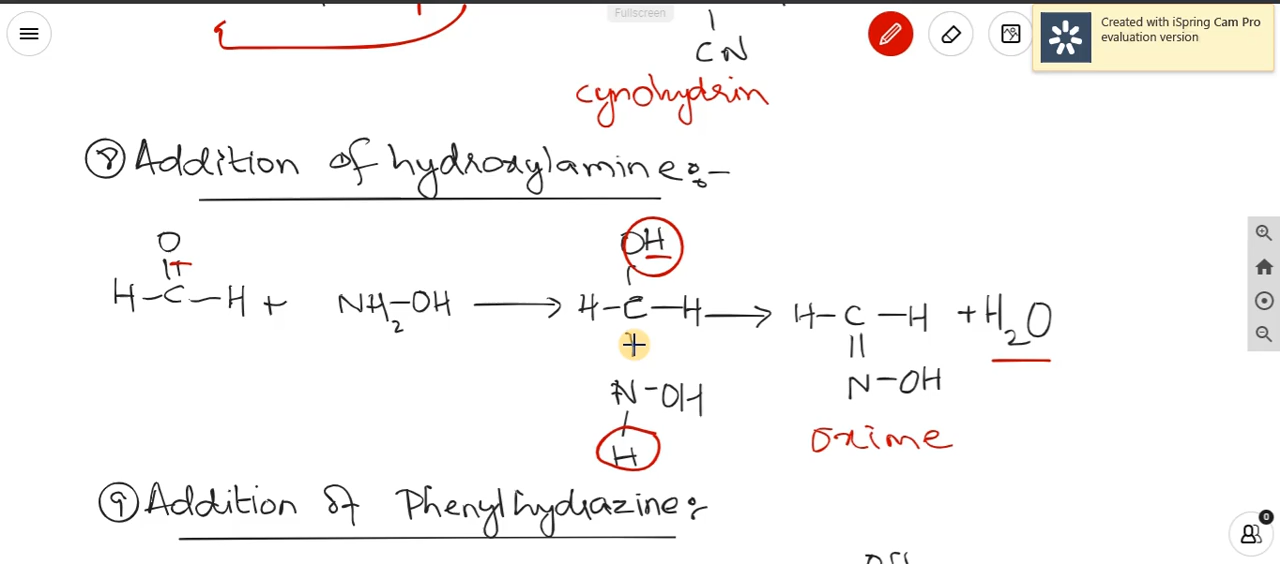 Fullscreen
Created with iSpring Cam Pro
evaluation version
CN
cynohydrin
⑧ Addition of hydroxylamine:-
O OH
H-C-H + NH2-OH → H-C-H → H-C-H + H2O
N-OH N-OH
H oxime
⑨ Addition of Phenylhydrazine:
0